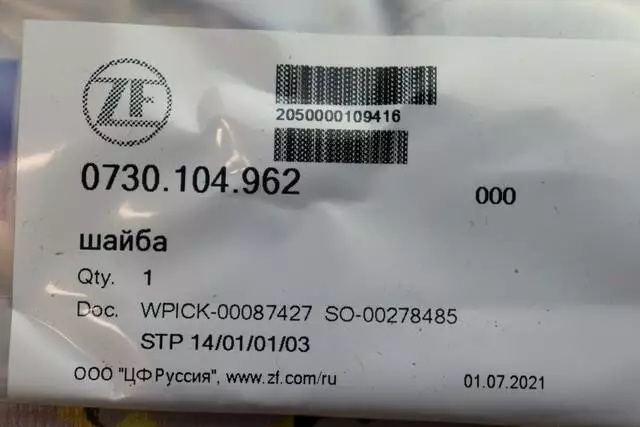 ZF
2050000109416
0730.104.962
000
шайба
Qty. 1
Doc. WPICK-00087427 SO-00278485
STP 14/01/01/03
ООО "ЦФ Руссия", www.zf.com/ru 01.07.2021